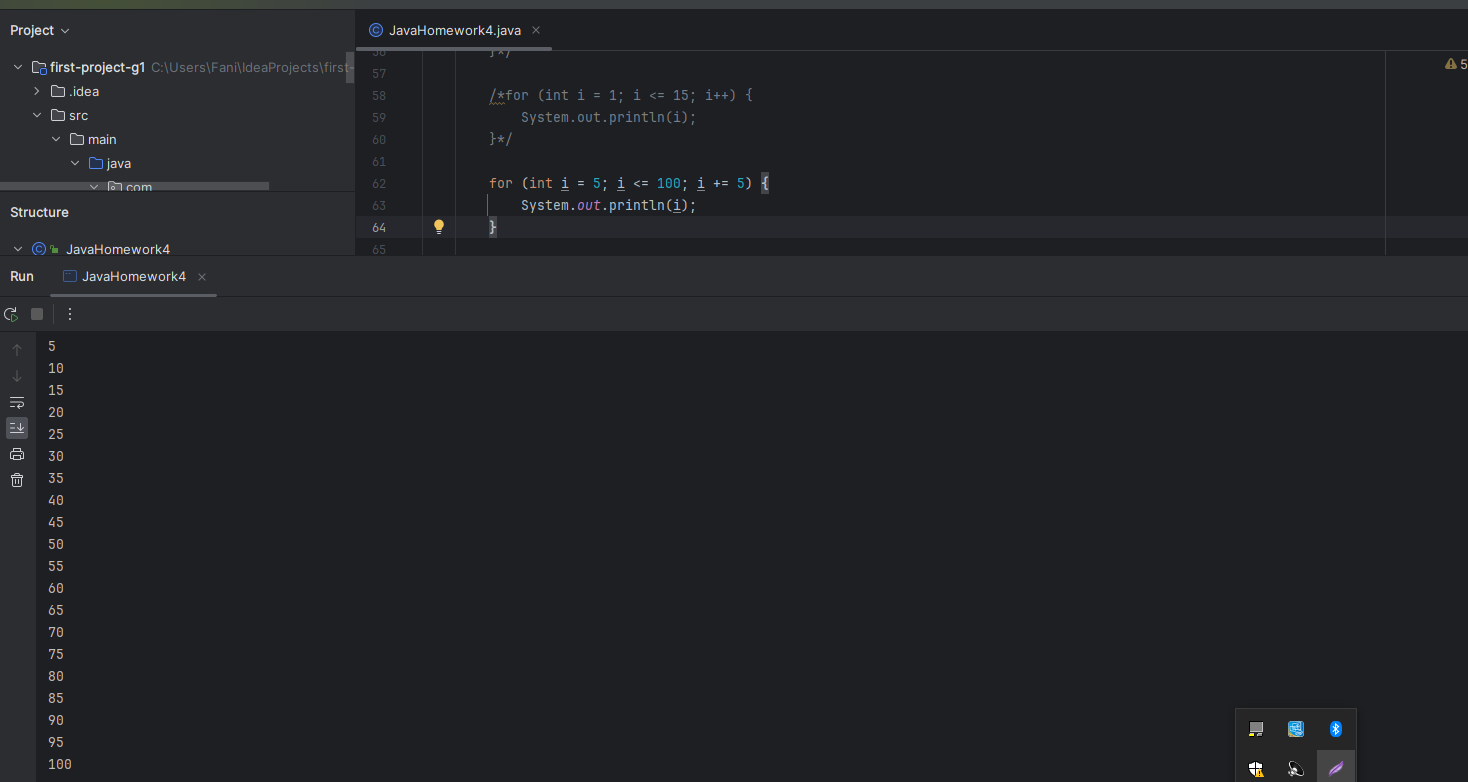 Project
JavaHomework4.java
first-project-g1 C:\Users\Fani\IdeaProjects\first-
.idea
src
main
java
com
Structure
JavaHomework4
5
56 }*/
57
58 /*for (int i = 1; i <= 15; i++) {
59 System.out.println(i);
60 }*/
61
62 for (int i = 5; i <= 100; i += 5) {
63 System.out.println(i);
64 }
65
Run
JavaHomework4
5
10
15
20
25
30
35
40
45
50
55
60
65
70
75
80
85
90
95
100